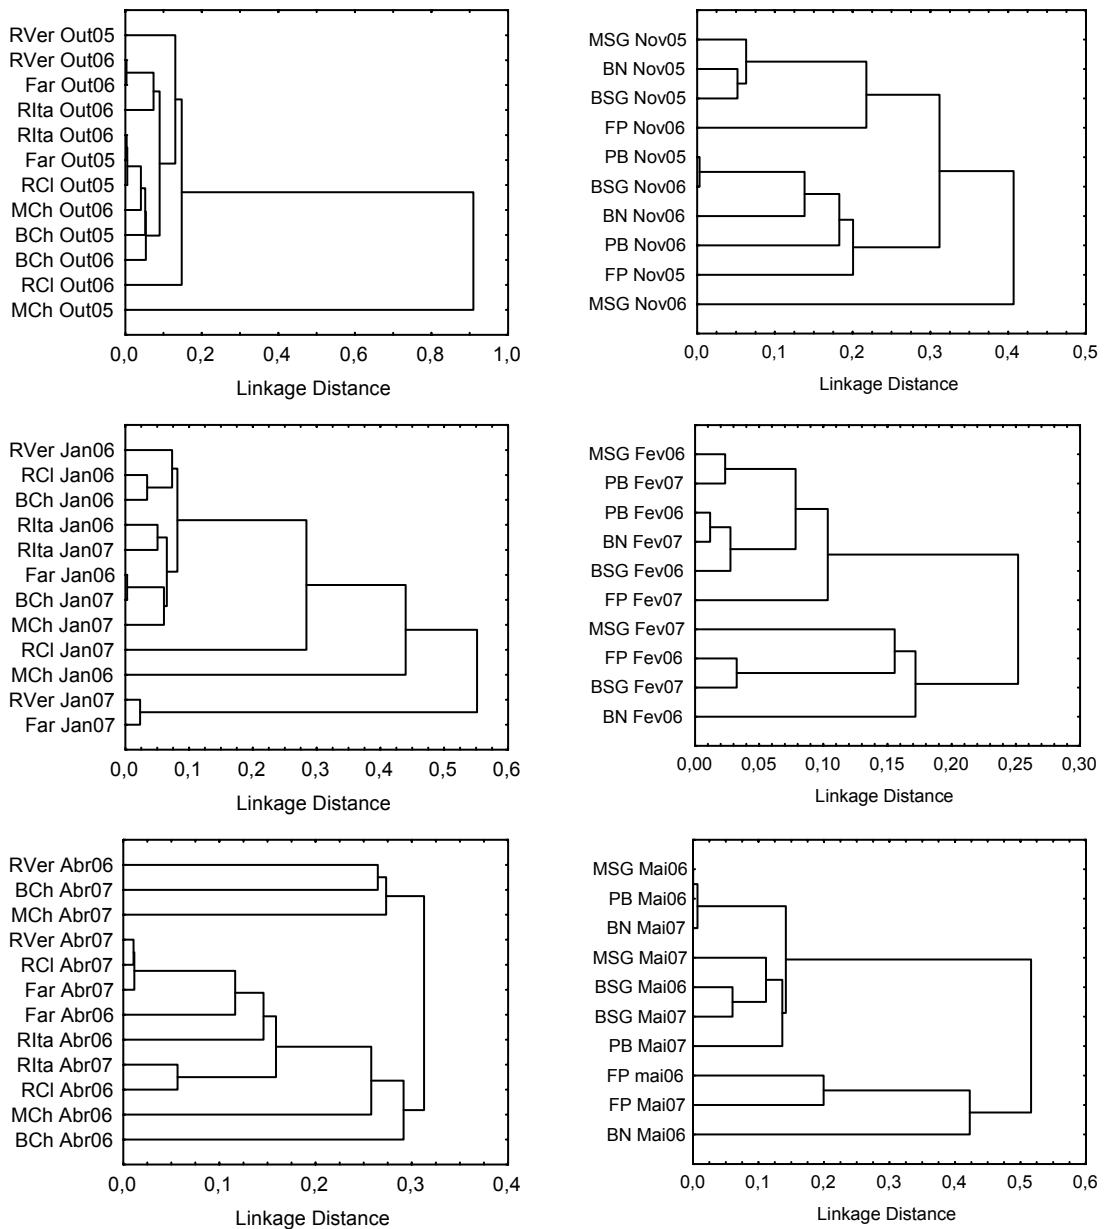 RVer Out05
RVer Out06
Far Out06
RIta Out06
RIta Out06
Far Out05
RCl Out05
MCh Out06
BCh Out05
BCh Out06
RCl Out06
MCh Out05
0,0 0,2 0,4 0,6 0,8 1,0
Linkage Distance
MSG Nov05
BN Nov05
BSG Nov05
FP Nov06
PB Nov05
BSG Nov06
BN Nov06
PB Nov06
FP Nov05
MSG Nov06
0,0 0,1 0,2 0,3 0,4 0,5
Linkage Distance
RVer Jan06
RCl Jan06
BCh Jan06
RIta Jan06
RIta Jan07
Far Jan06
BCh Jan07
MCh Jan07
RCl Jan07
MCh Jan06
RVer Jan07
Far Jan07
0,0 0,1 0,2 0,3 0,4 0,5 0,6
Linkage Distance
MSG Fev06
PB Fev07
PB Fev06
BN Fev07
BSG Fev06
FP Fev07
MSG Fev07
FP Fev06
BSG Fev07
BN Fev06
0,00 0,05 0,10 0,15 0,20 0,25 0,30
Linkage Distance
RVer Abr06
BCh Abr07
MCh Abr07
RVer Abr07
RCl Abr07
Far Abr07
Far Abr06
RIta Abr06
RIta Abr07
RCl Abr06
MCh Abr06
BCh Abr06
0,0 0,1 0,2 0,3 0,4
Linkage Distance
MSG Mai06
PB Mai06
BN Mai07
MSG Mai07
BSG Mai06
BSG Mai07
PB Mai07
FP mai06
FP Mai07
BN Mai06
0,0 0,1 0,2 0,3 0,4 0,5 0,6
Linkage Distance